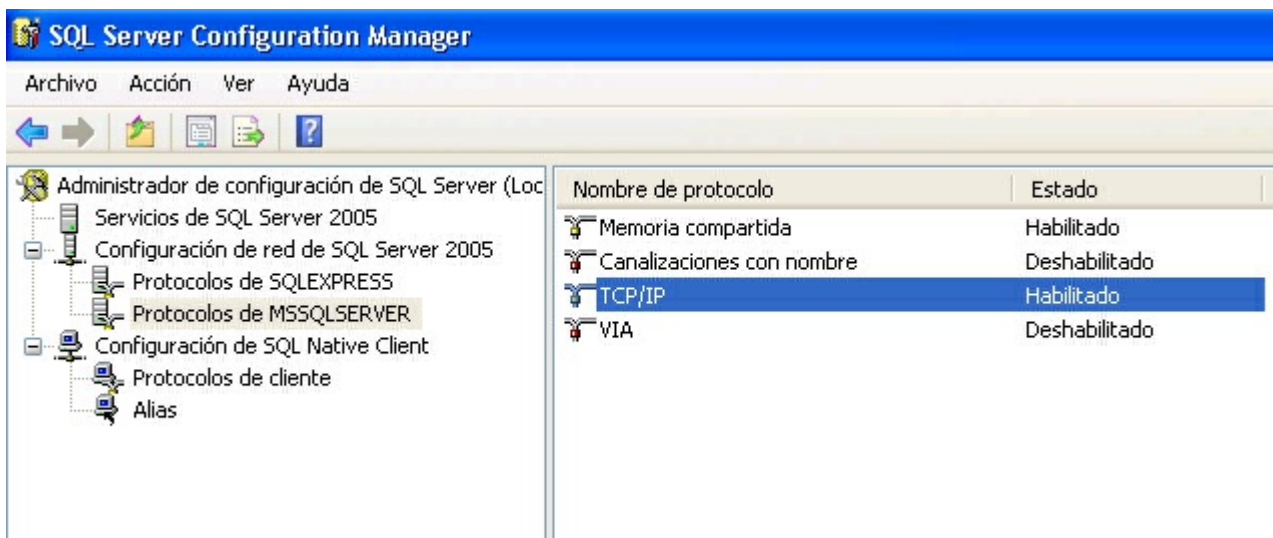 SQL Server Configuration Manager
Archivo Acción Ver Ayuda
Administrador de configuración de SQL Server (Loc
Servicios de SQL Server 2005
Configuración de red de SQL Server 2005
Protocolos de SQLEXPRESS
Protocolos de MSSQLSERVER
Configuración de SQL Native Client
Protocolos de cliente
Alias
Nombre de protocolo Estado
Memoria compartida Habilitado
Canalizaciones con nombre Deshabilitado
TCP/IP Habilitado
VIA Deshabilitado